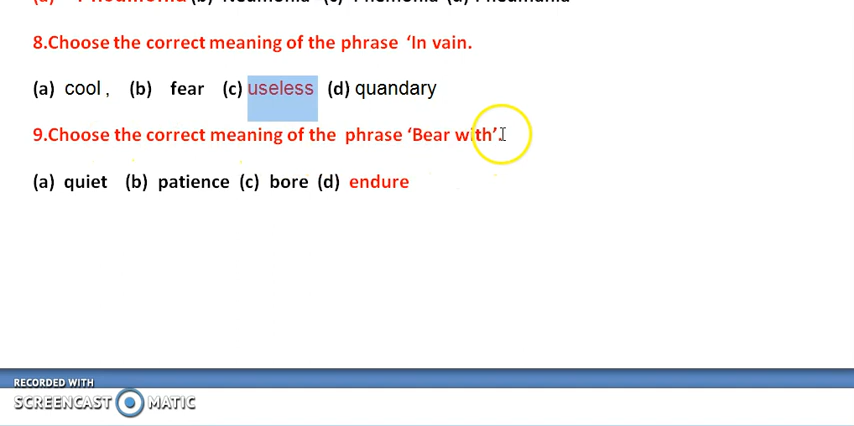 8.Choose the correct meaning of the phrase ‘In vain.
(a) cool , (b) fear (c) useless (d) quandary
9.Choose the correct meaning of the phrase ‘Bear with’.
(a) quiet (b) patience (c) bore (d) endure
RECORDED WITH
SCREENCAST MATIC